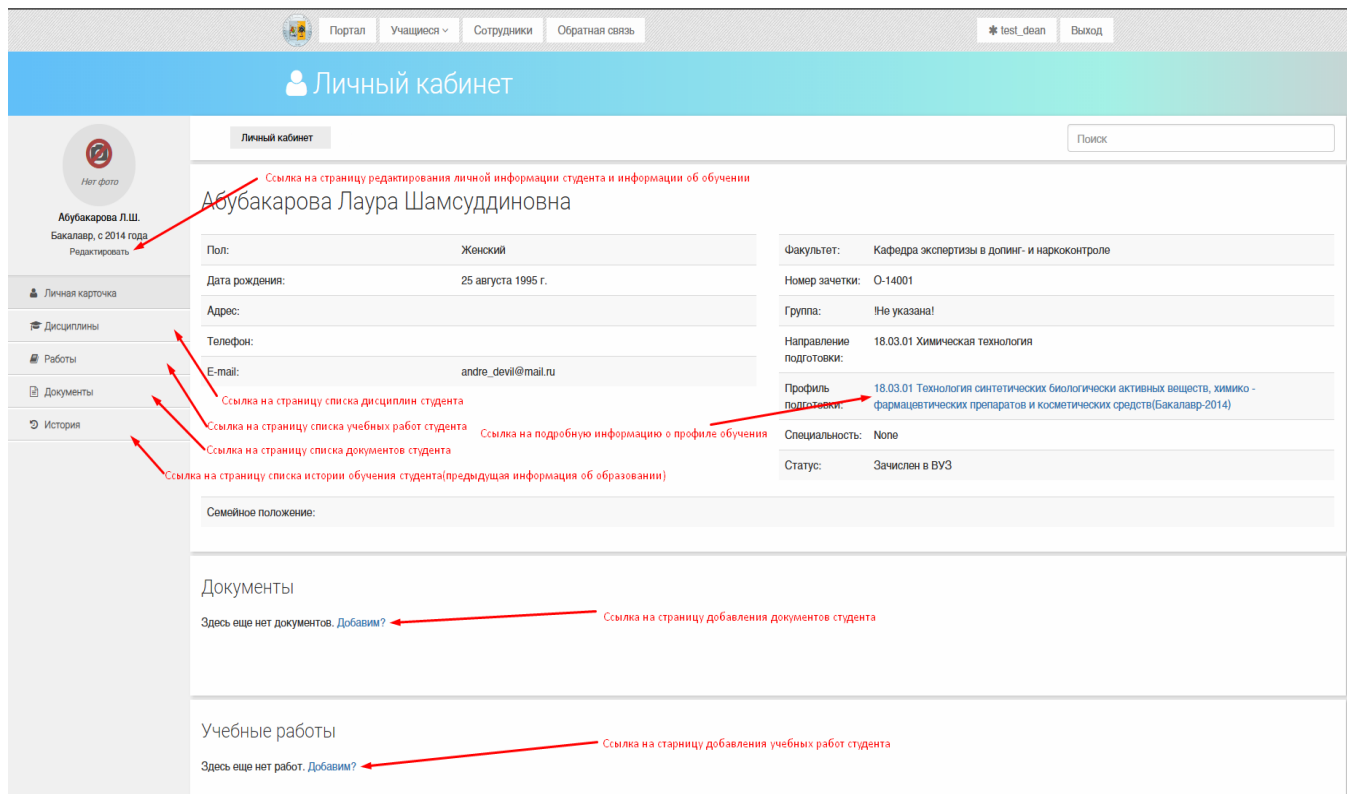 Портал Учащиеся Сотрудники Обратная связь test_dean Выход
Личный кабинет
Нет фото
Абубакарова Л.Ш.
Бакалавр, с 2014 года
Редактировать
Личная карточка
Дисциплины
Работы
Документы
История
Личный кабинет Поиск
Ссылка на страницу редактирования личной информации студента и информации об обучении
Абубакарова Лаура Шамсуддиновна
Пол: Женский
Дата рождения: 25 августа 1995 г.
Адрес:
Телефон:
E-mail: andre_devil@mail.ru
Факультет: Кафедра экспертизы в допинг- и наркоконтроле
Номер зачетки: О-14001
Группа: !Не указана!
Направление подготовки: 18.03.01 Химическая технология
Профиль 18.03.01 Технология синтетических биологически активных веществ, химико -
подготовки: фармацевтических препаратов и косметических средств(Бакалавр-2014)
Специальность: None
Статус: Зачислен в ВУЗ
Ссылка на страницу списка дисциплин студента
Ссылка на страницу списка учебных работ студента
Ссылка на подробную информацию о профиле обучения
Ссылка на страницу списка документов студента
Ссылка на страницу списка истории обучения студента(предыдущая информация об образовании)
Семейное положение:
Документы
Здесь еще нет документов. Добавим?
Ссылка на страницу добавления документов студента
Учебные работы
Здесь еще нет работ. Добавим?
Ссылка на старницу добавления учебных работ студента